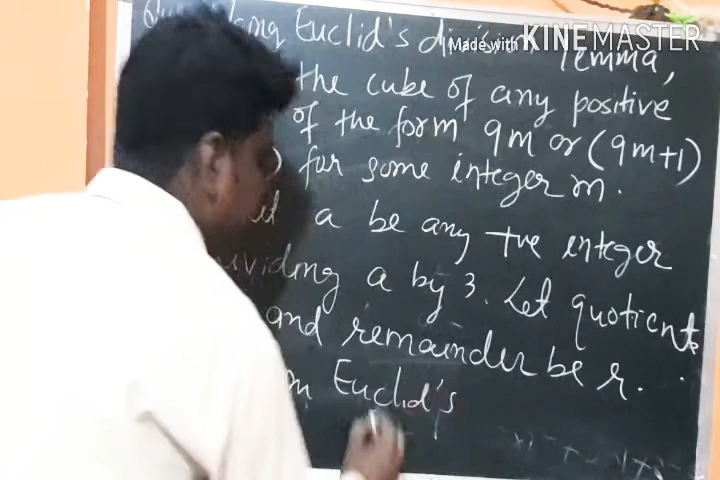 Made with KINEMASTER
Euclid's lemma,
the cube of any positive
of the form 9m or (9m+1)
) for some integer m.
a be any +ve integer
a by 3. Let quotient
and remainder be r.
Euclid's